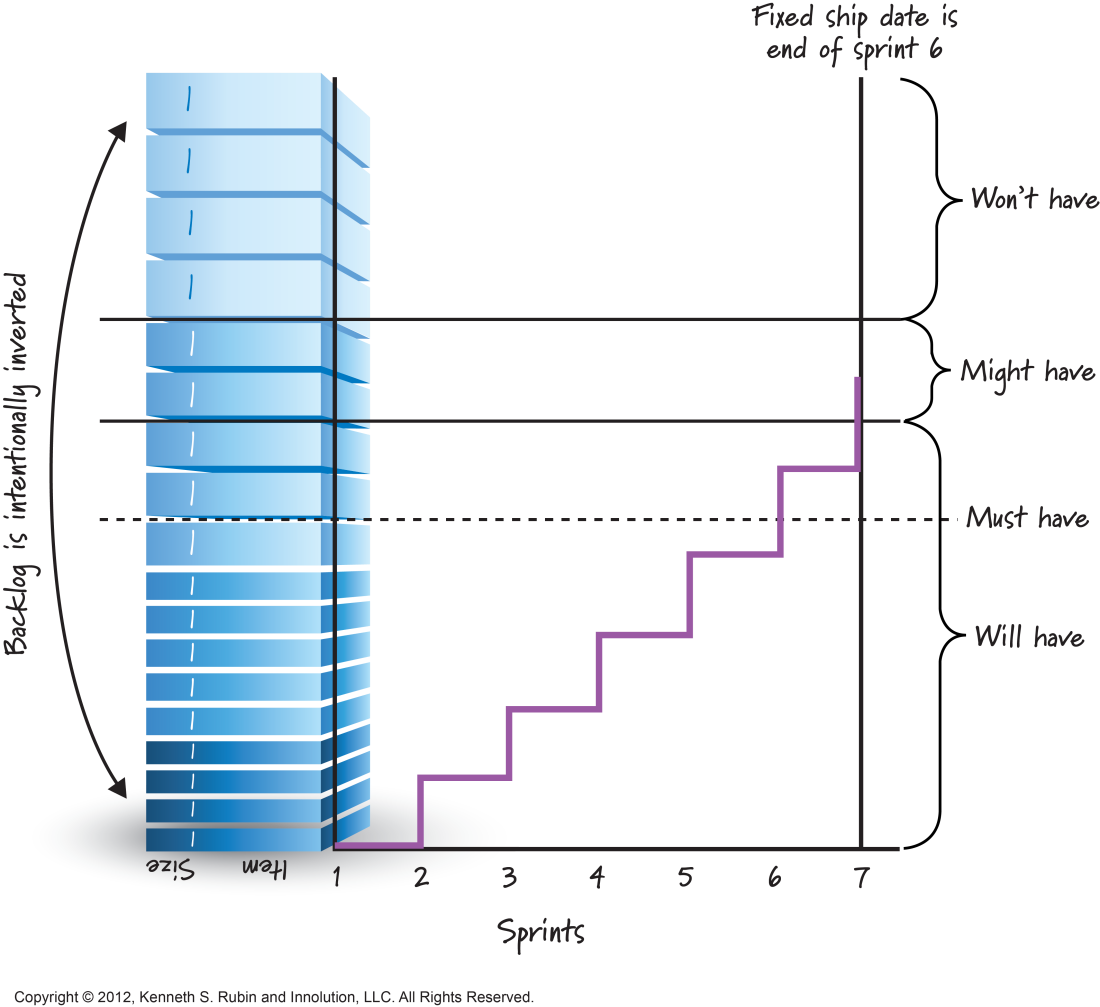 Fixed ship date is
end of sprint 6
Won't have
Might have
Must have
Will have
Backlog is intentionally inverted
Size
Item
1 2 3 4 5 6 7
Sprints
Copyright © 2012, Kenneth S. Rubin and Innolution, LLC. All Rights Reserved.